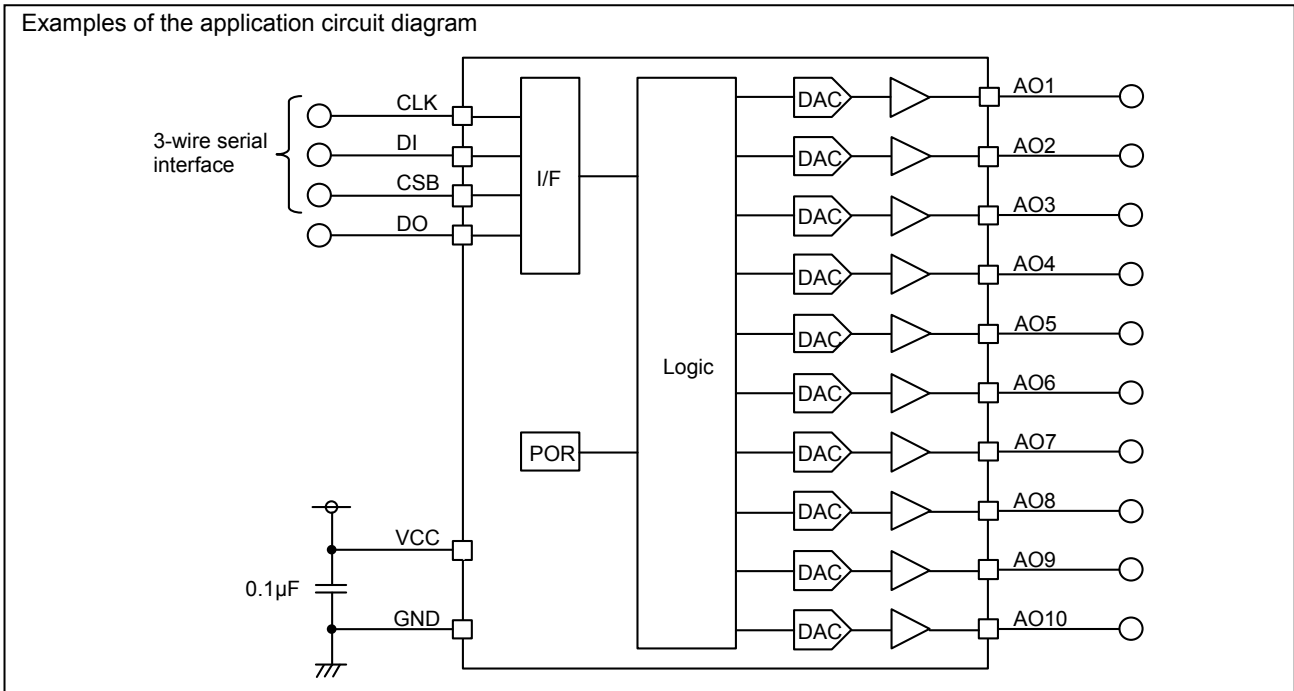 Examples of the application circuit diagram
3-wire serial
interface
CLK
DI
CSB
DO
I/F
Logic
POR
VCC
0.1µF
GND
DAC
AO1
DAC
AO2
DAC
AO3
DAC
AO4
DAC
AO5
DAC
AO6
DAC
AO7
DAC
AO8
DAC
AO9
DAC
AO10